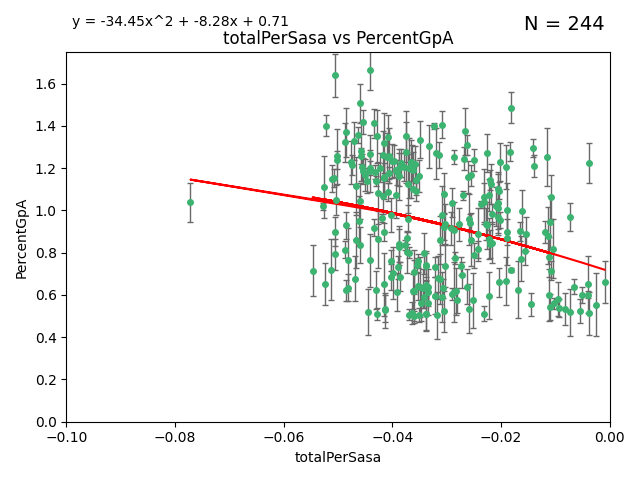 y = -34.45x^2 + -8.28x + 0.71
N = 244
totalPerSasa vs PercentGpA
PercentGpA
1.6
1.4
1.2
1.0
0.8
0.6
0.4
0.2
0.0
−0.10 −0.08 −0.06 −0.04 −0.02 0.00
totalPerSasa